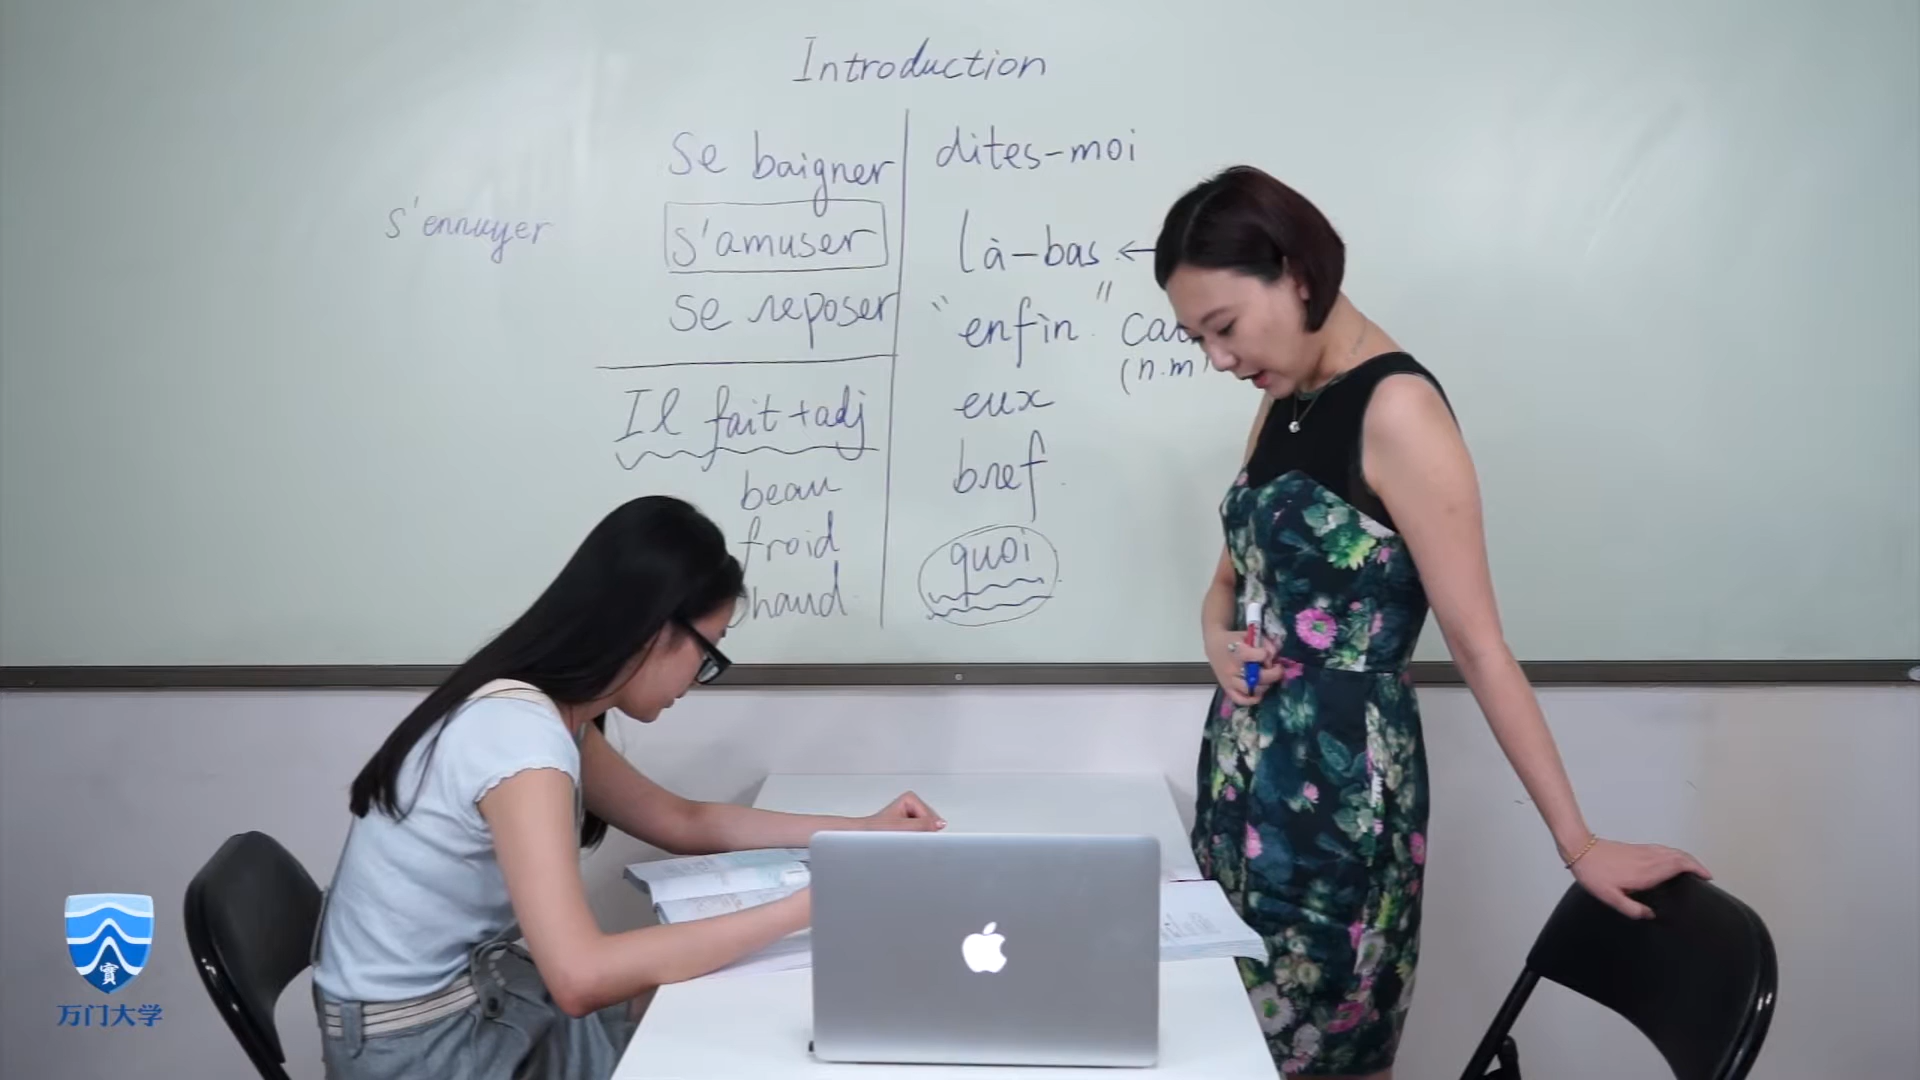 Introduction
s'ennuyer
se baigner
s'amuser
se reposer
Il fait + adj
beau
froid
dites-moi
là-bas ←
"enfin"
(n.m)
eux
bref.
quoi
寳
万门大学